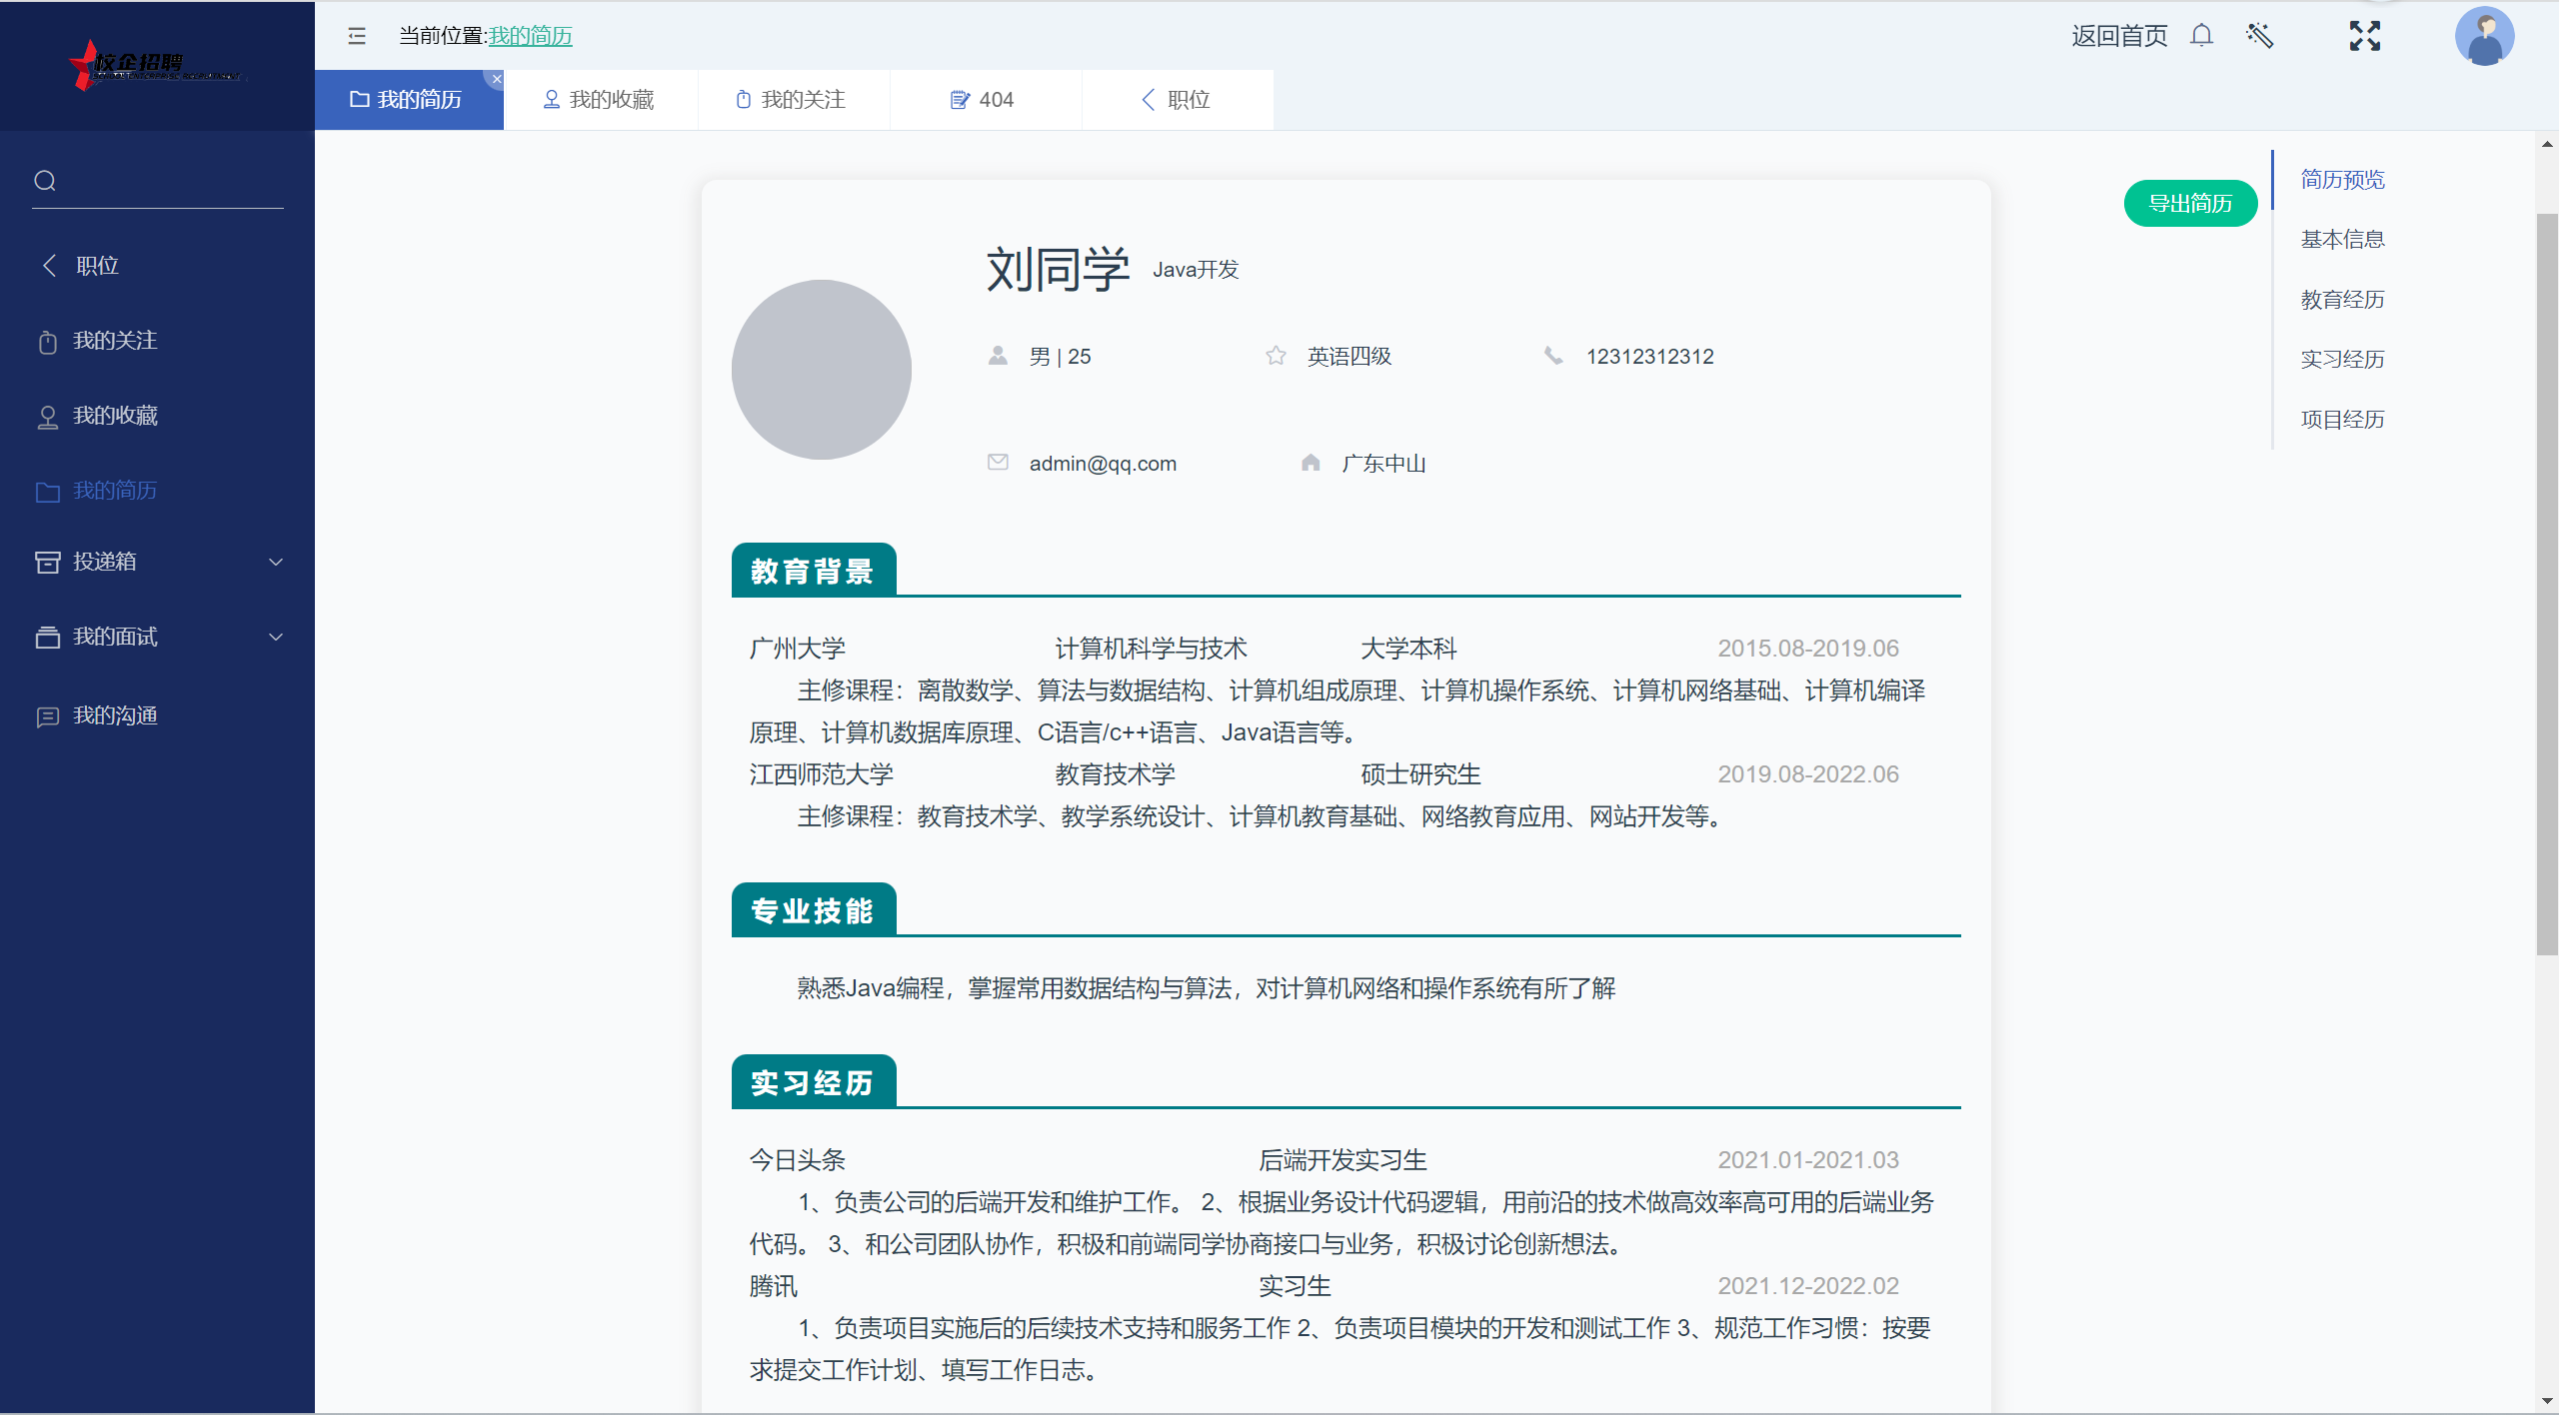 校企招聘
当前位置:我的简历
返回首页
我的简历
我的收藏
我的关注
404
职位
职位
我的关注
我的收藏
我的简历
投递箱
我的面试
我的沟通
导出简历
简历预览
基本信息
教育经历
实习经历
项目经历
刘同学 Java开发
男 | 25 英语四级 12312312312
admin@qq.com 广东中山
教育背景
广州大学 计算机科学与技术 大学本科 2015.08-2019.06
主修课程：离散数学、算法与数据结构、计算机组成原理、计算机操作系统、计算机网络基础、计算机编译
原理、计算机数据库原理、C语言/c++语言、Java语言等。
江西师范大学 教育技术学 硕士研究生 2019.08-2022.06
主修课程：教育技术学、教学系统设计、计算机教育基础、网络教育应用、网站开发等。
专业技能
熟悉Java编程，掌握常用数据结构与算法，对计算机网络和操作系统有所了解
实习经历
今日头条 后端开发实习生 2021.01-2021.03
1、负责公司的后端开发和维护工作。 2、根据业务设计代码逻辑，用前沿的技术做高效率高可用的后端业务
代码。 3、和公司团队协作，积极和前端同学协商接口与业务，积极讨论创新想法。
腾讯 实习生 2021.12-2022.02
1、负责项目实施后的后续技术支持和服务工作 2、负责项目模块的开发和测试工作 3、规范工作习惯：按要
求提交工作计划、填写工作日志。